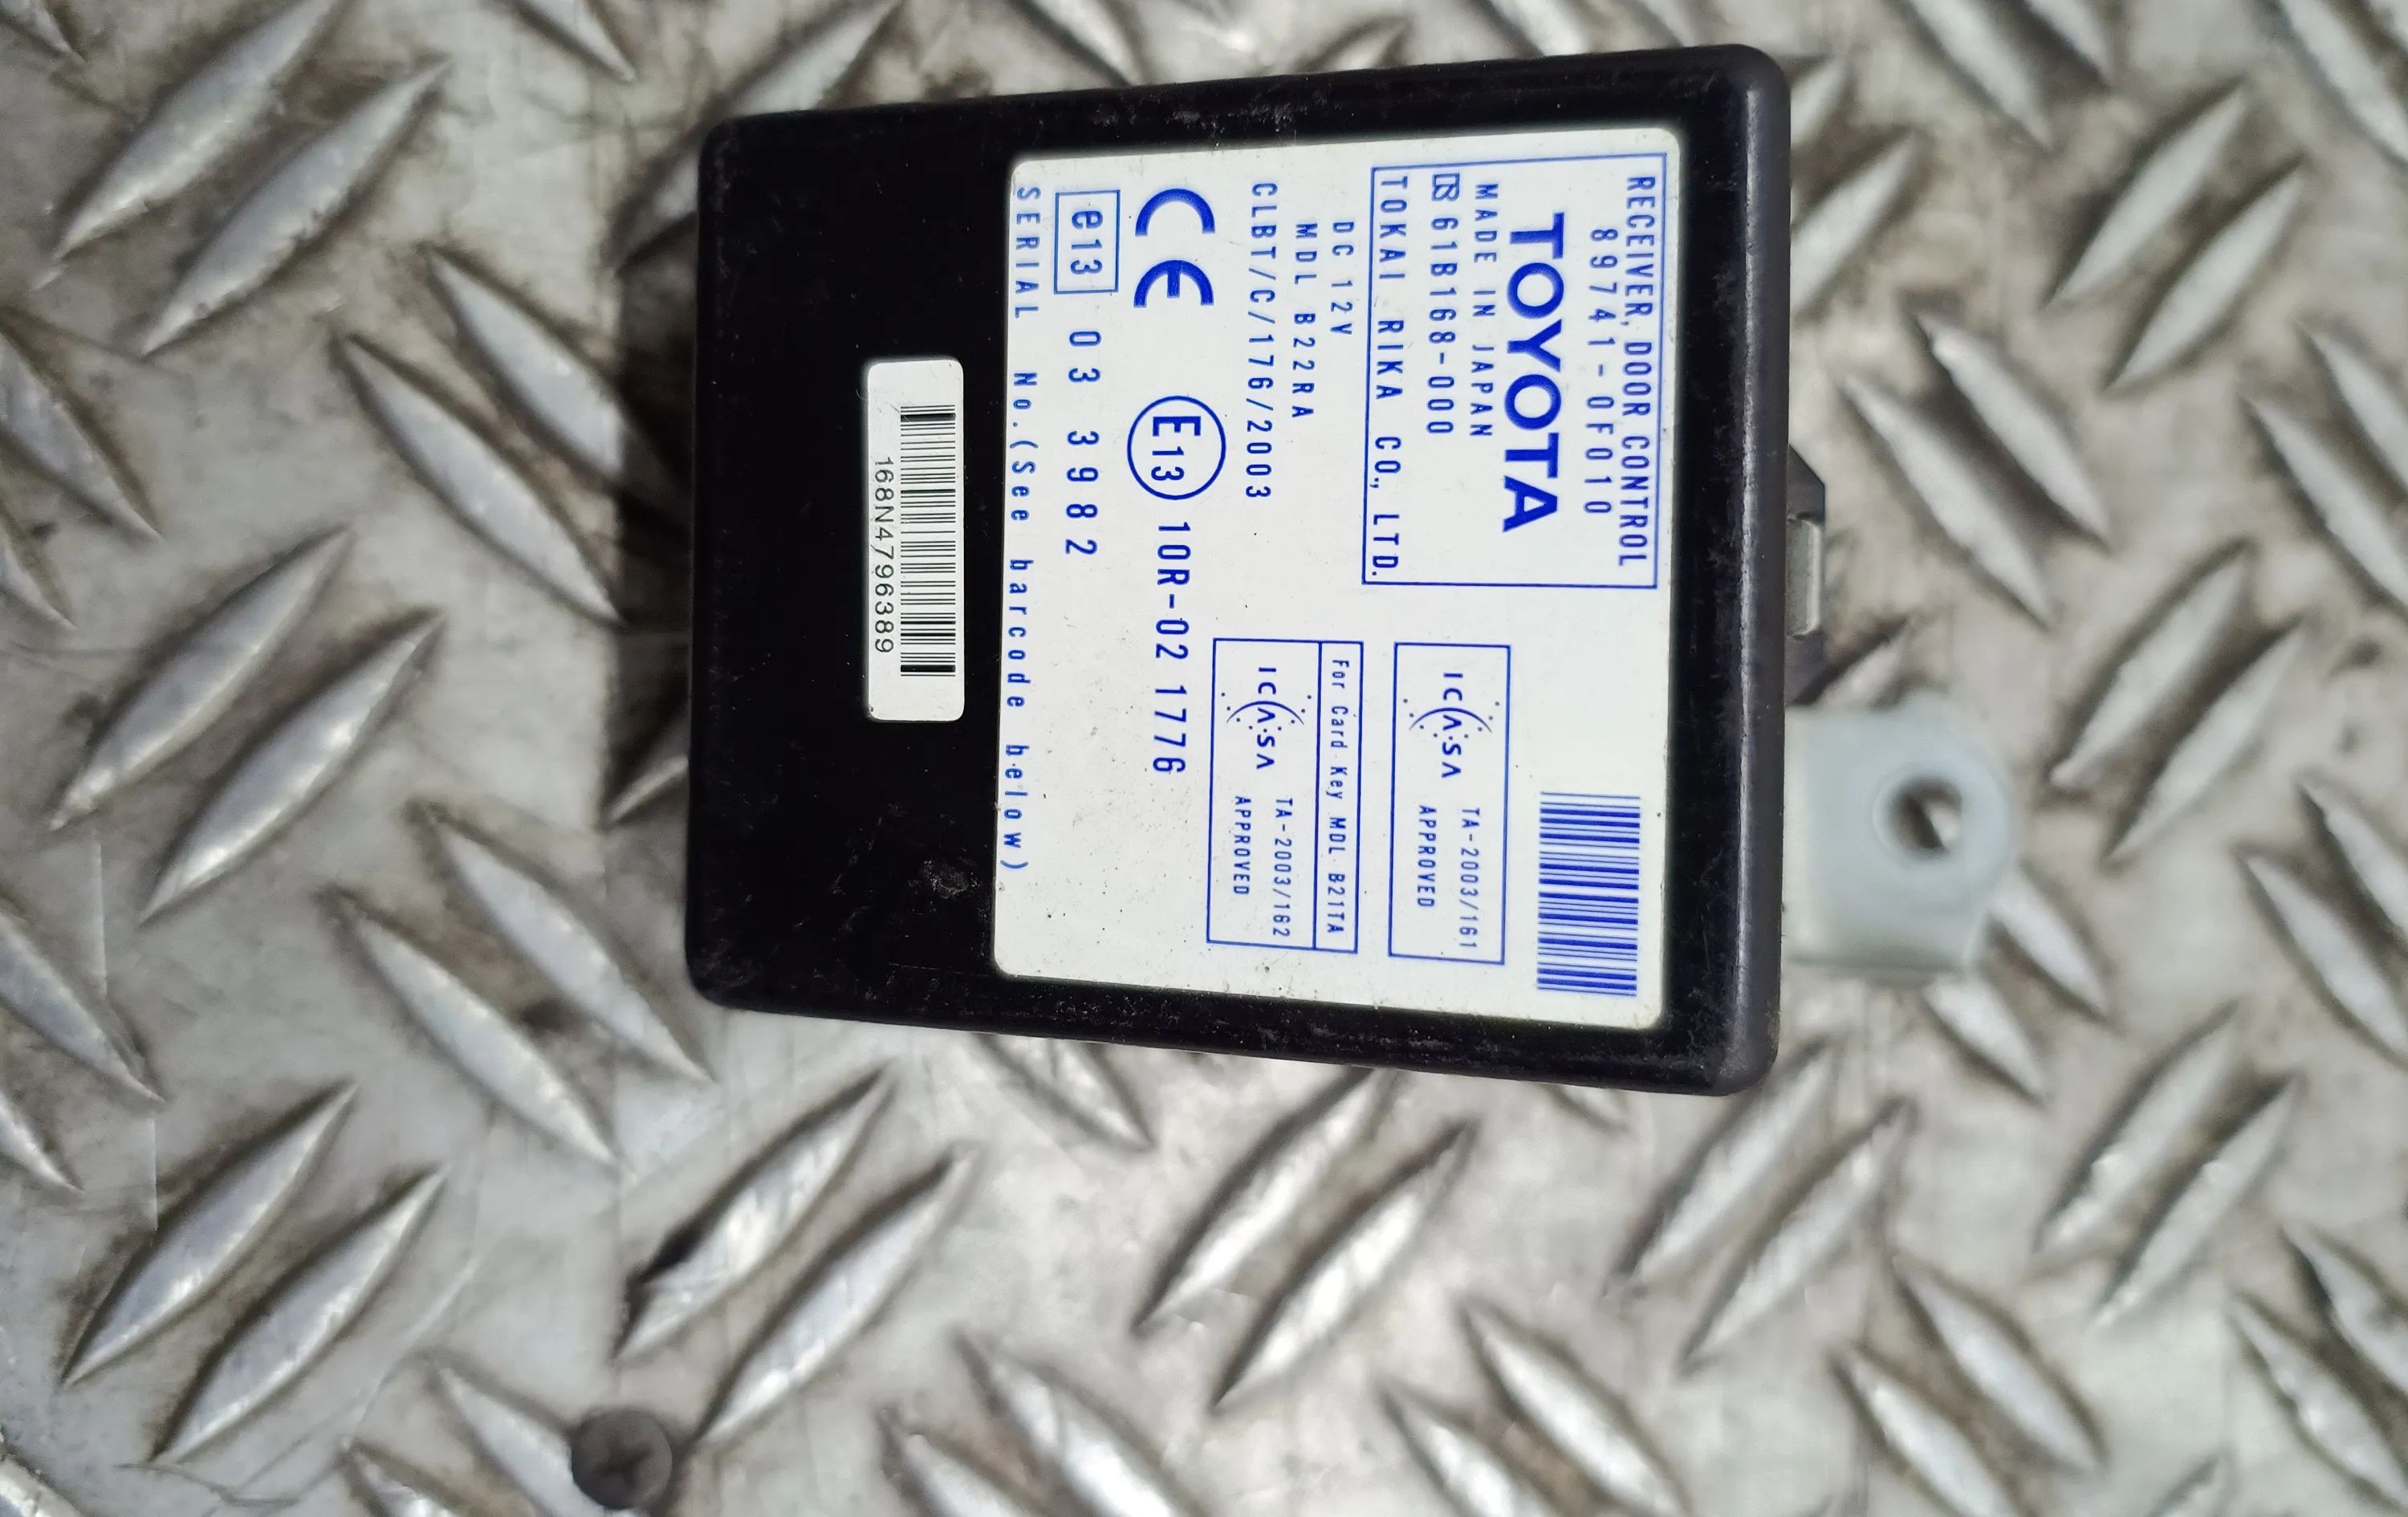 RECEIVER, DOOR CONTROL
89741-0F010
TOYOTA
MADE IN JAPAN
61B168-000
TOKAI RIKA CO., LTD.
DC 12V
MDL B22RA
CLBT/C/176/2003
CE E13 10R-02 1776
e13 03 3982
SERIAL No.(See barcode below)
ICASA TA-2003/161
APPROVED
For Card Key MDL B21TA
ICASA TA-2003/162
APPROVED
168N4796389